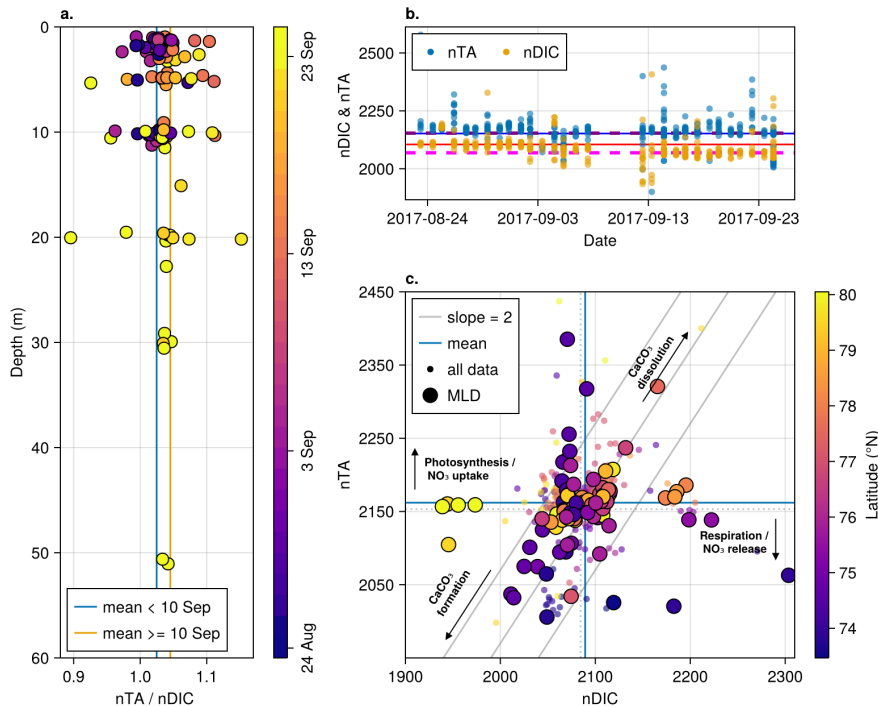 a.
0
10
20
30
40
50
60
Depth (m)
0.9
1.0
1.1
nTA / nDIC
mean < 10 Sep
mean >= 10 Sep
23 Sep
13 Sep
3 Sep
24 Aug
b.
2500
2250
2000
nDIC & nTA
nTA
nDIC
2017-08-24
2017-09-03
2017-09-13
2017-09-23
Date
c.
2450
2350
2250
2150
2050
nTA
slope = 2
mean
all data
MLD
CaCO₃
dissolution
Photosynthesis /
NO₃ uptake
Respiration /
NO₃ release
CaCO₃
formation
1900
2000
2100
2200
2300
nDIC
80
79
78
77
76
75
74
Latitude (°N)